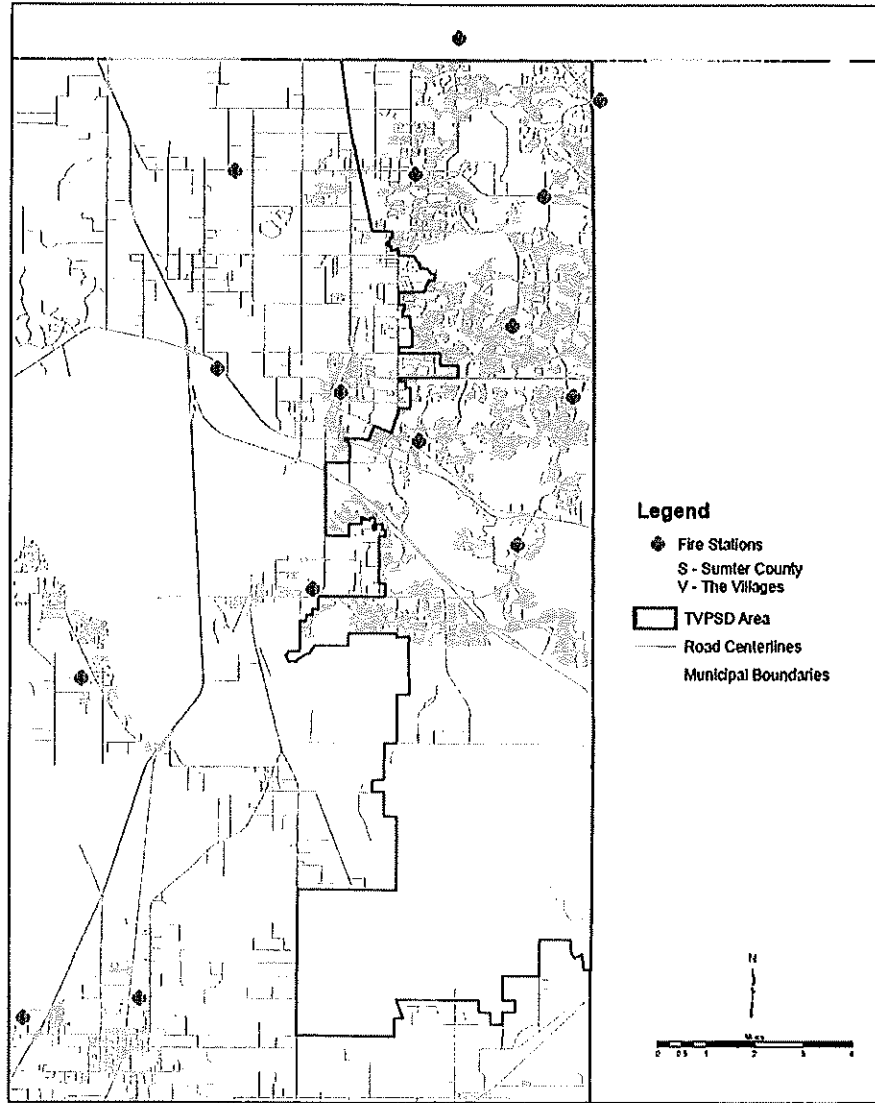 Legend
Fire Stations
S - Sumter County
V - The Villages
TVPSD Area
Road Centerlines
Municipal Boundaries
N
Miles
0 0.5 1 2 3 4